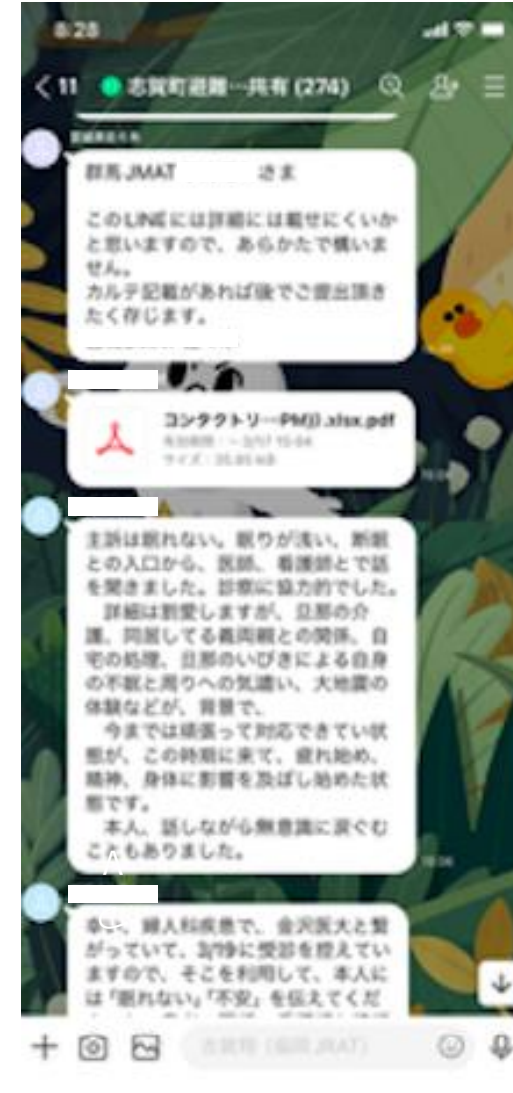 8:28
11
志賀町避難…共有 (274)
群馬JMAT さま
このLINEには詳細には載せにくいか
と思いますので、あらかたで構いま
せん。
カルテ記載があれば後でご提出頂き
たく存じます。
コンタクトリ… .xlsx.pdf
主訴は眠れない。眠りが浅い、断眠
との入口から、医師、看護師とで話
を聞きました。診察に協力的でした。
詳細は割愛しますが、旦那の介
護、同居してる義両親との関係、自
宅の処理、旦那のいびきによる自身
の不眠と周りへの気遣い、大地震の
体験などが、背景で、
今までは頑張って対応できてい状
態が、この時期に来て、疲れ始め、
精神、身体に影響を及ぼし始めた状
態です。
本人、話しながら無意識に涙ぐむ
こともありました。
婦人科疾患で、金沢医大と繋
がっていて、3/19に受診を控えてい
ますので、そこを利用して、本人に
は「眠れない」「不安」を伝えてくだ